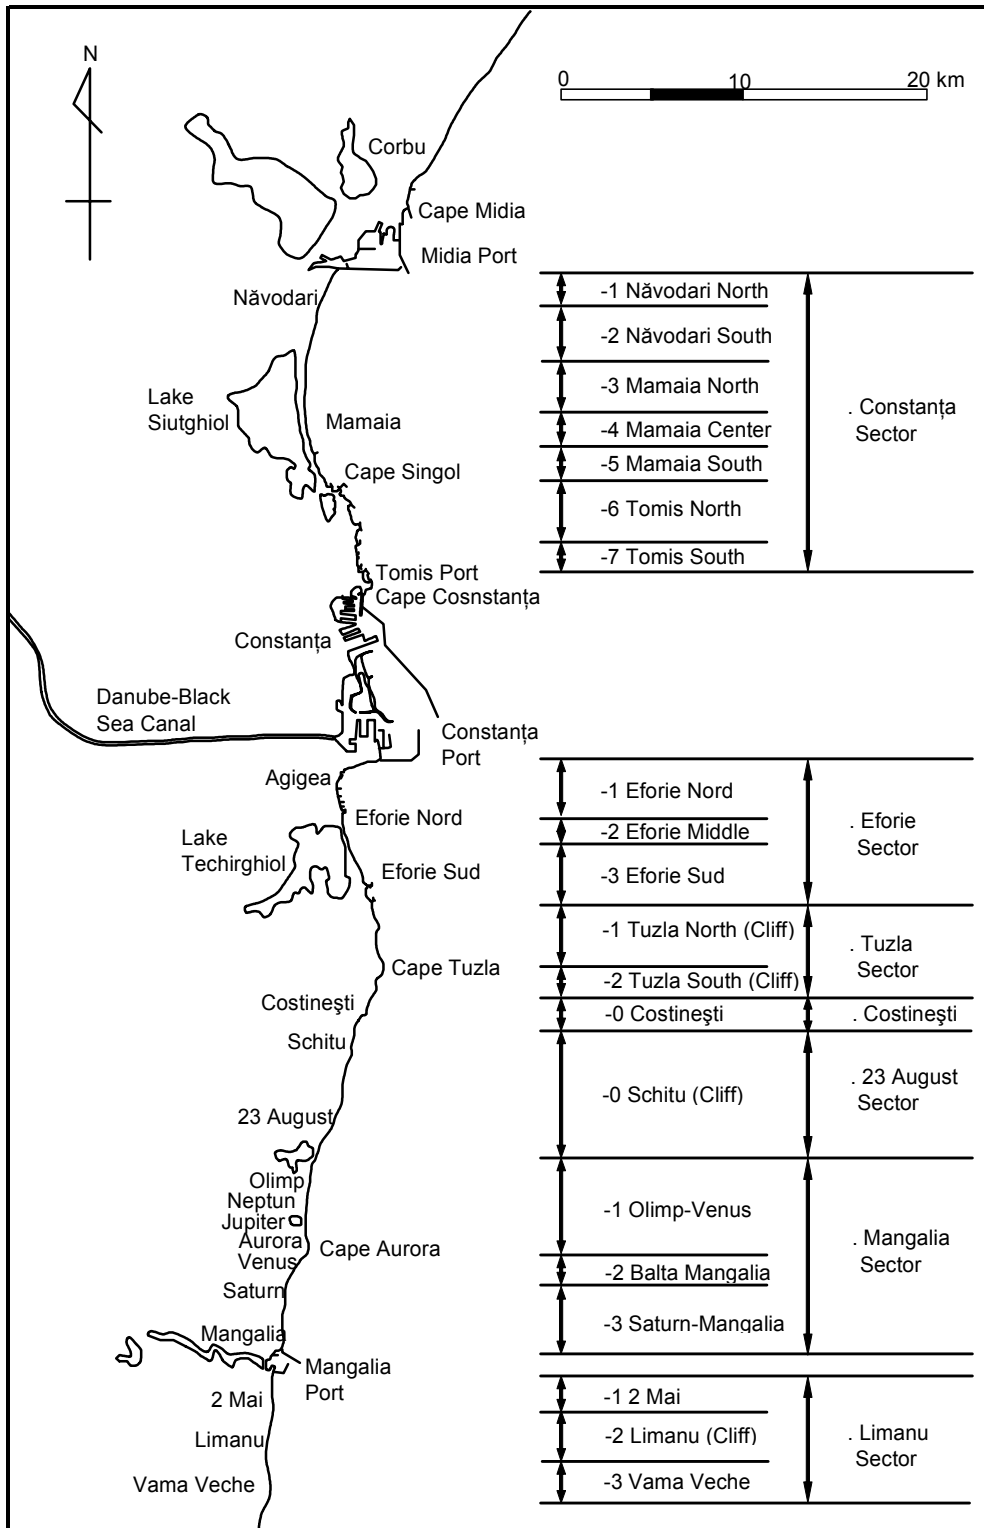 N
0
10
20 km
Corbu
Cape Midia
Midia Port
Năvodari
Lake
Siutghiol
Mamaia
Cape Singol
Tomis Port
Cape Cosnstanţa
Constanţa
Danube-Black
Sea Canal
Constanţa
Port
Agigea
Eforie Nord
Lake
Techirghiol
Eforie Sud
Cape Tuzla
Costineşti
Schitu
23 August
Olimp
Neptun
Jupiter
Aurora
Venus
Cape Aurora
Saturn
Mangalia
Mangalia
Port
2 Mai
Limanu
Vama Veche
-1 Năvodari North
-2 Năvodari South
-3 Mamaia North
-4 Mamaia Center
-5 Mamaia South
-6 Tomis North
-7 Tomis South
. Constanţa
Sector
-1 Eforie Nord
-2 Eforie Middle
-3 Eforie Sud
. Eforie
Sector
-1 Tuzla North (Cliff)
-2 Tuzla South (Cliff)
. Tuzla
Sector
-0 Costineşti
. Costineşti
-0 Schitu (Cliff)
. 23 August
Sector
-1 Olimp-Venus
-2 Balta Mangalia
-3 Saturn-Mangalia
. Mangalia
Sector
-1 2 Mai
-2 Limanu (Cliff)
-3 Vama Veche
. Limanu
Sector